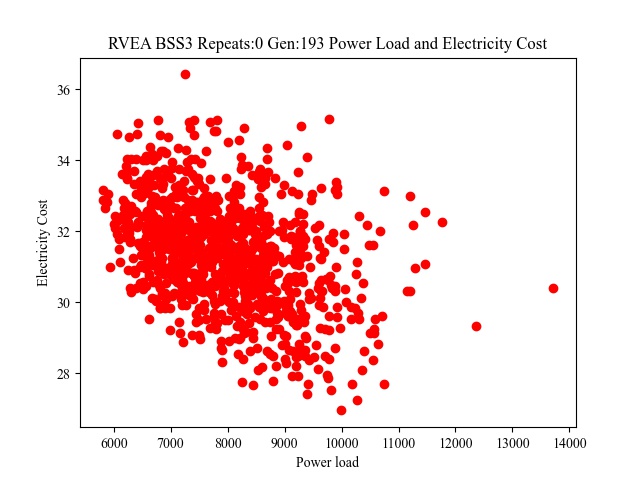 RVEA BSS3 Repeats:0 Gen:193 Power Load and Electricity Cost
36
34
32
30
28
Electricity Cost
6000 7000 8000 9000 10000 11000 12000 13000 14000
Power load